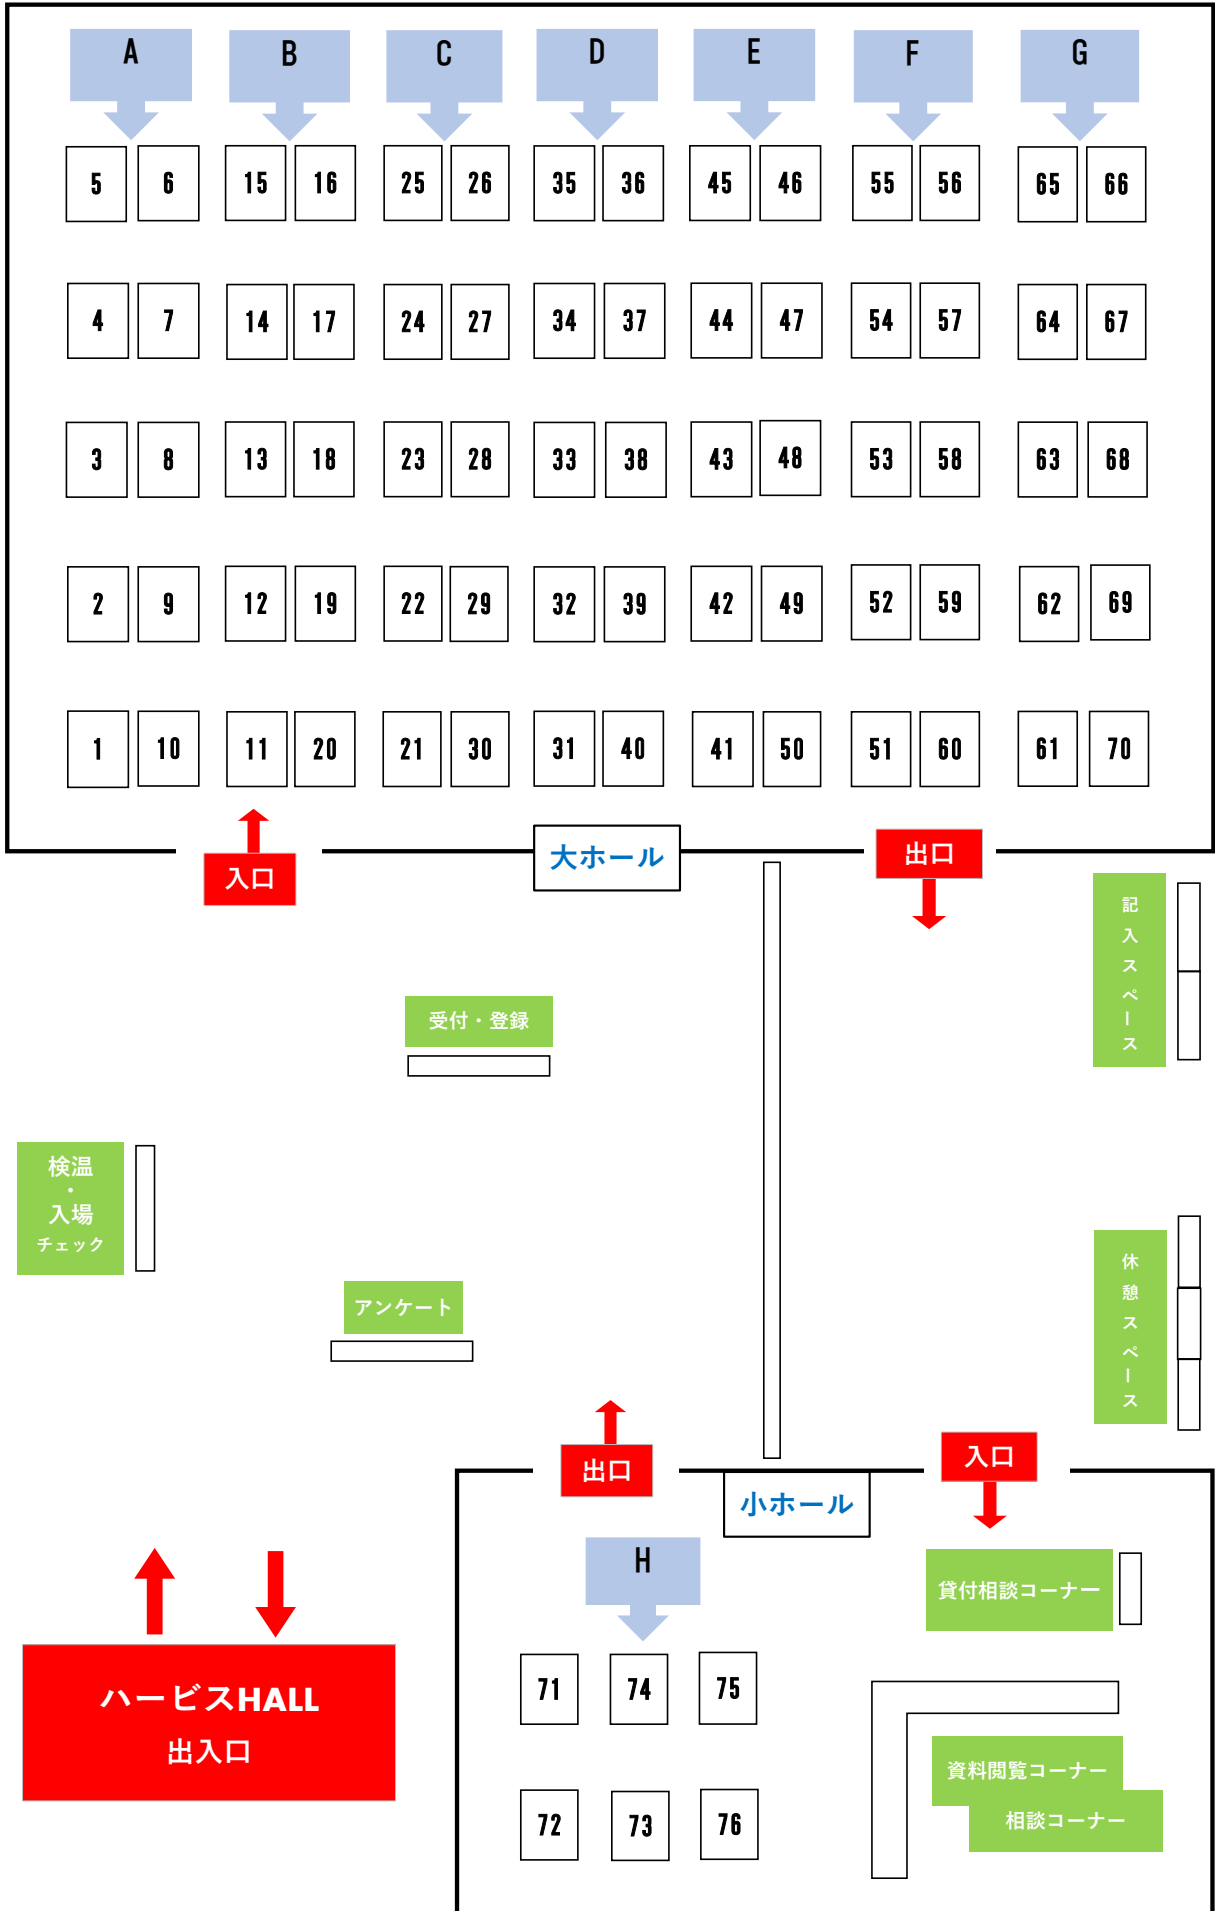 A B C D E F G
5 6 15 16 25 26 35 36 45 46 55 56 65 66
4 7 14 17 24 27 34 37 44 47 54 57 64 67
3 8 13 18 23 28 33 38 43 48 53 58 63 68
2 9 12 19 22 29 32 39 42 49 52 59 62 69
1 10 11 20 21 30 31 40 41 50 51 60 61 70
入口
大ホール
出口
記入スペース
受付・登録
検温
・
入場
チェック
アンケート
休憩スペース
出口
入口
小ホール
H
貸付相談コーナー
71 74 75
72 73 76
資料閲覧コーナー
相談コーナー
ハービスHALL
出入口